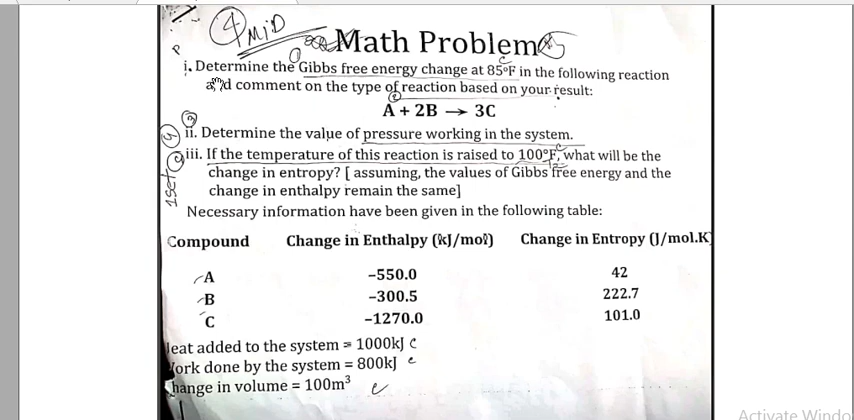 4 MID
Math Problem
i. Determine the Gibbs free energy change at 85°F in the following reaction
and comment on the type of reaction based on your result:
A + 2B → 3C
ii. Determine the value of pressure working in the system.
iii. If the temperature of this reaction is raised to 100°F, what will be the
change in entropy? [ assuming, the values of Gibbs free energy and the
change in enthalpy remain the same]
1set
Necessary information have been given in the following table:
Compound Change in Enthalpy (kJ/mol) Change in Entropy (J/mol.K
A −550.0 42
B −300.5 222.7
C −1270.0 101.0
eat added to the system = 1000kJ
ork done by the system = 800kJ
hange in volume = 100m³
Activate Windo